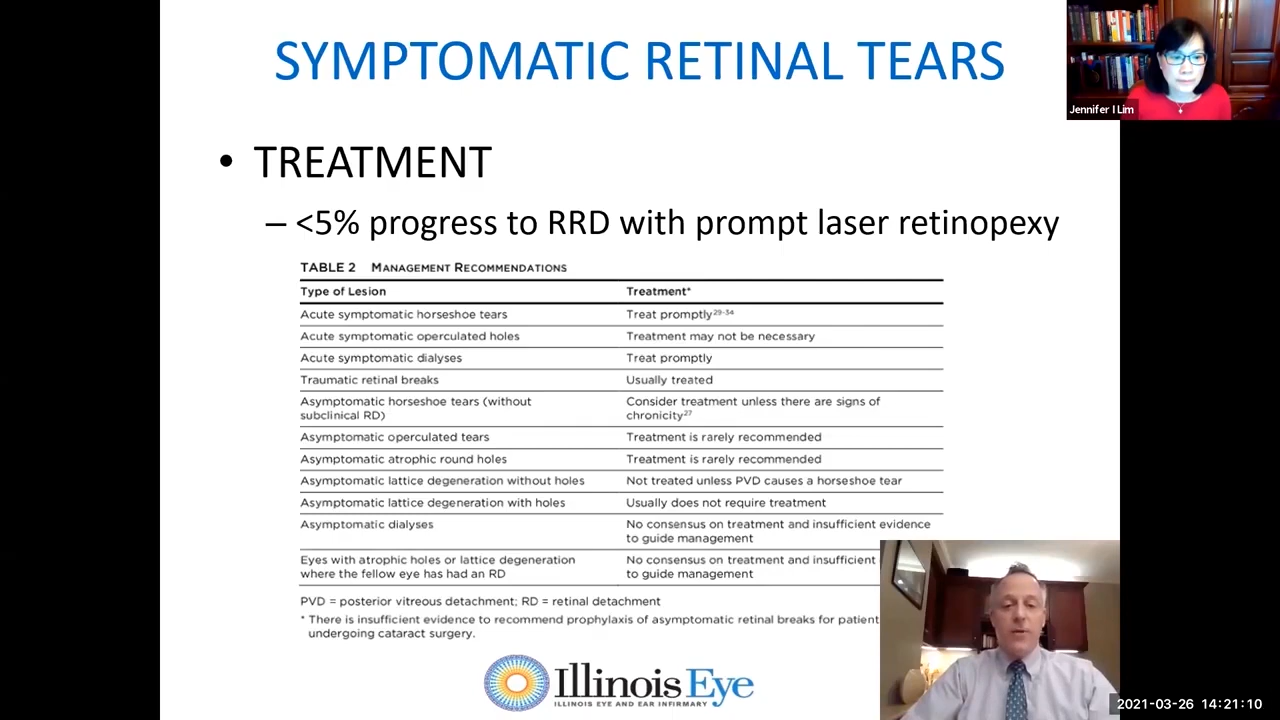 SYMPTOMATIC RETINAL TEARS
Jennifer I Lim
• TREATMENT
– <5% progress to RRD with prompt laser retinopexy
TABLE 2 MANAGEMENT RECOMMENDATIONS
Type of Lesion Treatment*
Acute symptomatic horseshoe tears Treat promptly29-34
Acute symptomatic operculated holes Treatment may not be necessary
Acute symptomatic dialyses Treat promptly
Traumatic retinal breaks Usually treated
Asymptomatic horseshoe tears (without Consider treatment unless there are signs of
subclinical RD) chronicity27
Asymptomatic operculated tears Treatment is rarely recommended
Asymptomatic atrophic round holes Treatment is rarely recommended
Asymptomatic lattice degeneration without holes Not treated unless PVD causes a horseshoe tear
Asymptomatic lattice degeneration with holes Usually does not require treatment
Asymptomatic dialyses No consensus on treatment and insufficient evidence
to guide management
Eyes with atrophic holes or lattice degeneration No consensus on treatment and insufficient
where the fellow eye has had an RD to guide management
PVD = posterior vitreous detachment; RD = retinal detachment
* There is insufficient evidence to recommend prophylaxis of asymptomatic retinal breaks for patient
undergoing cataract surgery.
Illinois Eye
ILLINOIS EYE AND EAR INFIRMARY
2021-03-26 14:21:10